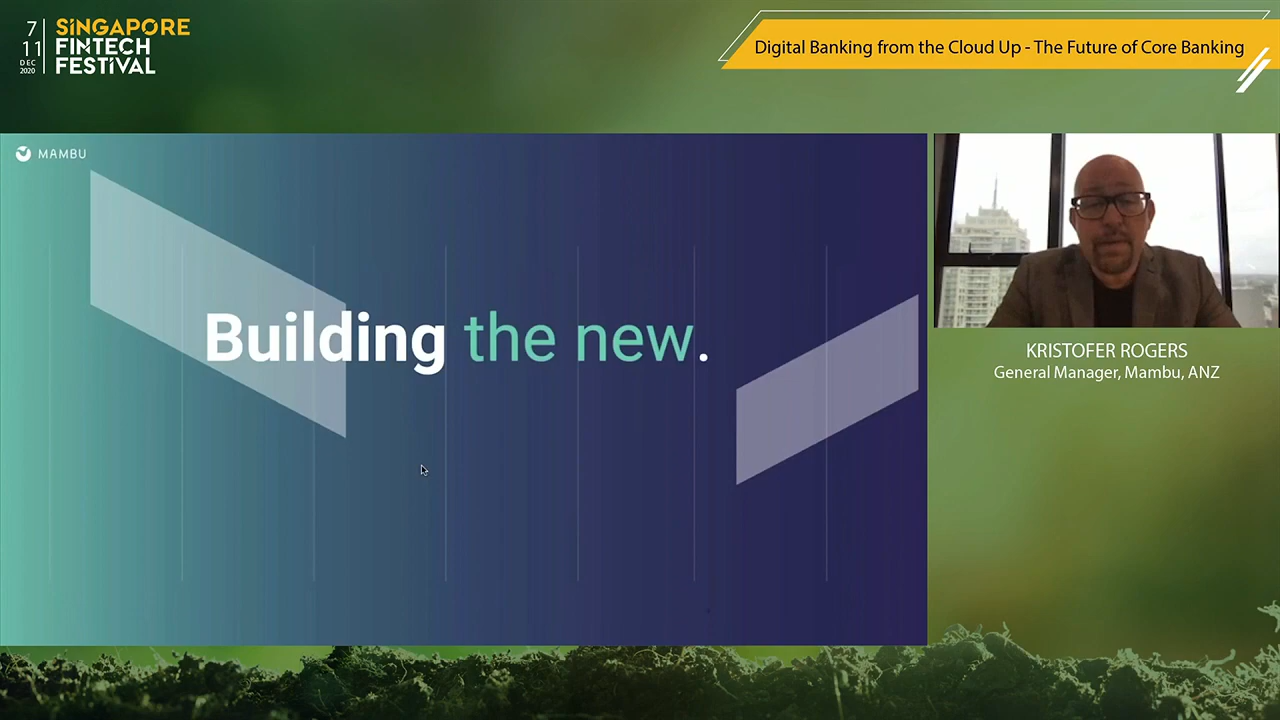 7
11
DEC
2020
SINGAPORE
FINTECH
FESTIVAL
Digital Banking from the Cloud Up - The Future of Core Banking
MAMBU
Building the new.
KRISTOFER ROGERS
General Manager, Mambu, ANZ